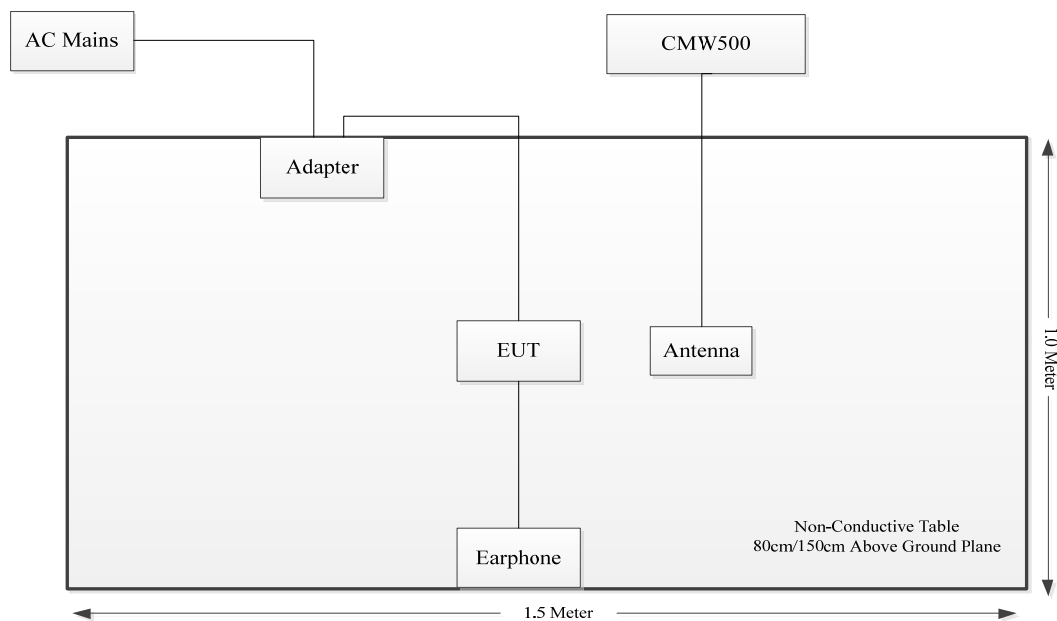 AC Mains
CMW500
Adapter
EUT
Antenna
1.0 Meter
Earphone
Non-Conductive Table
80cm/150cm Above Ground Plane
1.5 Meter